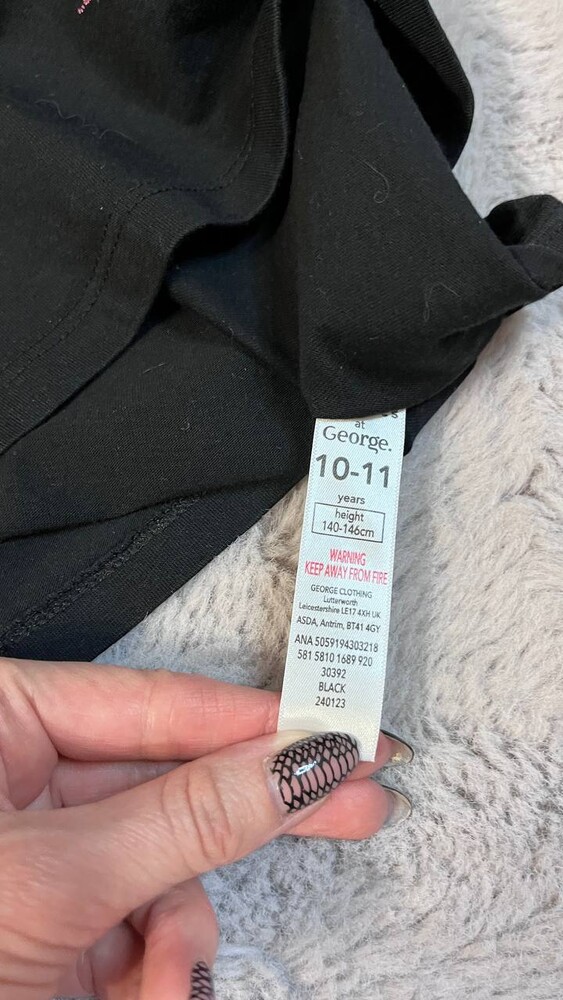 at
George.
10-11
years
height
140-146cm
WARNING
KEEP AWAY FROM FIRE
GEORGE CLOTHING
Lutterworth
Leicestershire LE17 4XH UK
ASDA, Antrim, BT41 4GY
ANA 5059194303218
581 5810 1689 920
30392
BLACK
240123